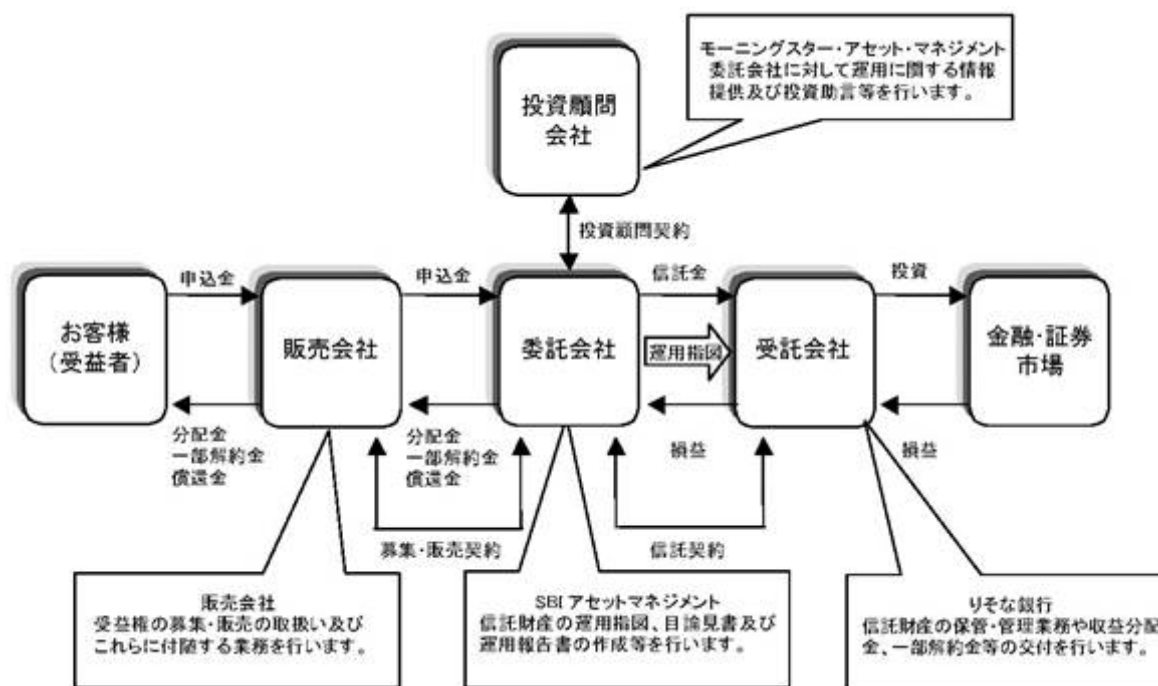 モーニングスター・アセット・マネジメント
委託会社に対して運用に関する情報
提供及び投資助言等を行います。
投資顧問
会社
投資顧問契約
申込金
申込金
信託金
投資
お客様
（受益者）
販売会社
委託会社
運用指図
受託会社
金融・証券
市場
分配金
一部解約金
償還金
分配金
一部解約金
償還金
損益
損益
募集・販売契約
信託契約
販売会社
受益権の募集・販売の取扱い及び
これらに付随する業務を行います。
SBIアセットマネジメント
信託財産の運用指図、目論見書及び
運用報告書の作成等を行います。
りそな銀行
信託財産の保管・管理業務や収益分配
金、一部解約金等の交付を行います。